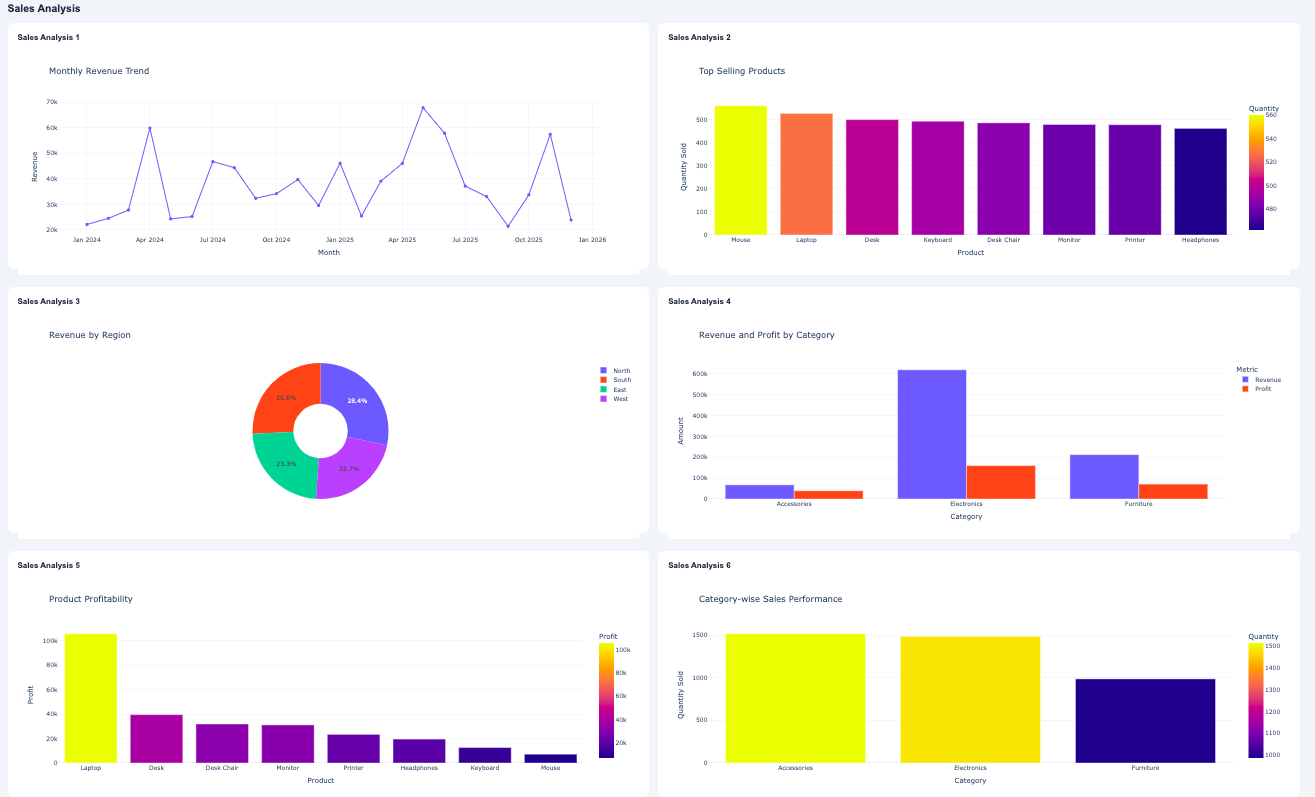 Sales Analysis
Sales Analysis 1
Monthly Revenue Trend
70k
60k
50k
40k
30k
20k
Revenue
Jan 2024 Apr 2024 Jul 2024 Oct 2024 Jan 2025 Apr 2025 Jul 2025 Oct 2025 Jan 2026
Month
Sales Analysis 2
Top Selling Products
500
400
300
200
100
0
Quantity Sold
Mouse Laptop Desk Keyboard Desk Chair Monitor Printer Headphones
Product
Quantity
560
540
520
500
480
Sales Analysis 3
Revenue by Region
25.6%
28.4%
23.3%
22.7%
North
South
East
West
Sales Analysis 4
Revenue and Profit by Category
600k
500k
400k
300k
200k
100k
0
Amount
Accessories Electronics Furniture
Category
Metric
Revenue
Profit
Sales Analysis 5
Product Profitability
100k
80k
60k
40k
20k
0
Profit
Laptop Desk Desk Chair Monitor Printer Headphones Keyboard Mouse
Product
Profit
100k
80k
60k
40k
20k
Sales Analysis 6
Category-wise Sales Performance
1500
1000
500
0
Quantity Sold
Accessories Electronics Furniture
Category
Quantity
1500
1400
1300
1200
1100
1000